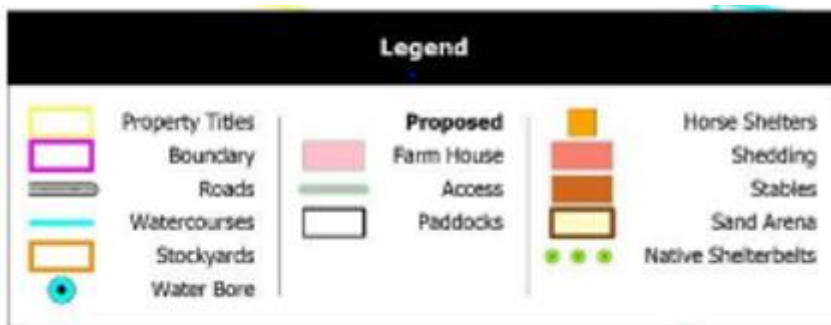 Legend
Property Titles
Boundary
Roads
Watercourses
Stockyards
Water Bore
Proposed
Farm House
Access
Paddocks
Horse Shelters
Shedding
Stables
Sand Arena
Native Shelterbelts